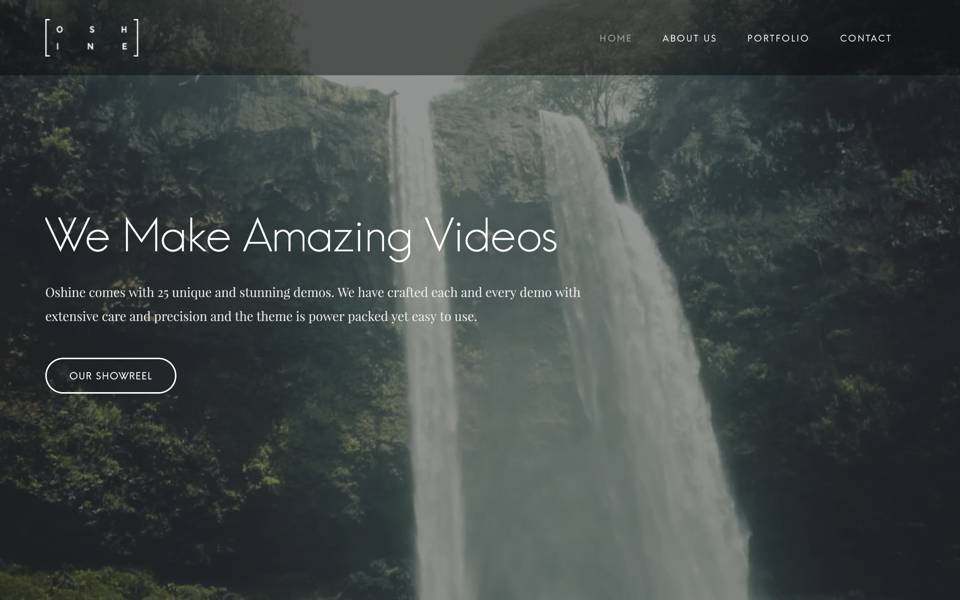 O S H
I N E
HOME ABOUT US PORTFOLIO CONTACT
We Make Amazing Videos
Oshine comes with 25 unique and stunning demos. We have crafted each and every demo with
extensive care and precision and the theme is power packed yet easy to use.
OUR SHOWREEL